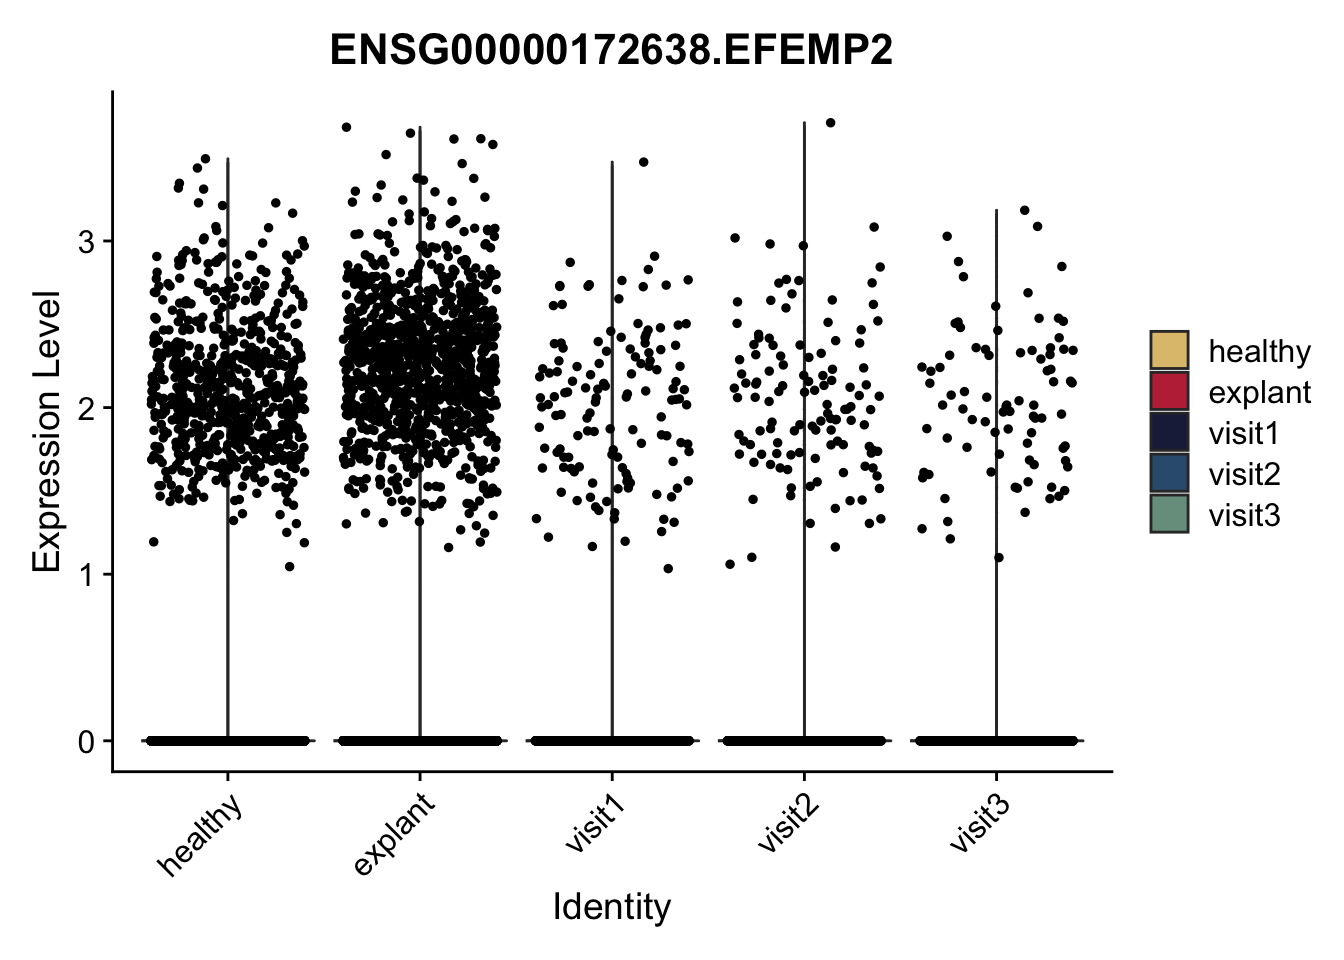 ENSG00000172638.EFEMP2
Expression Level
3
2
1
0
healthy
explant
visit1
visit2
visit3
Identity
healthy
explant
visit1
visit2
visit3